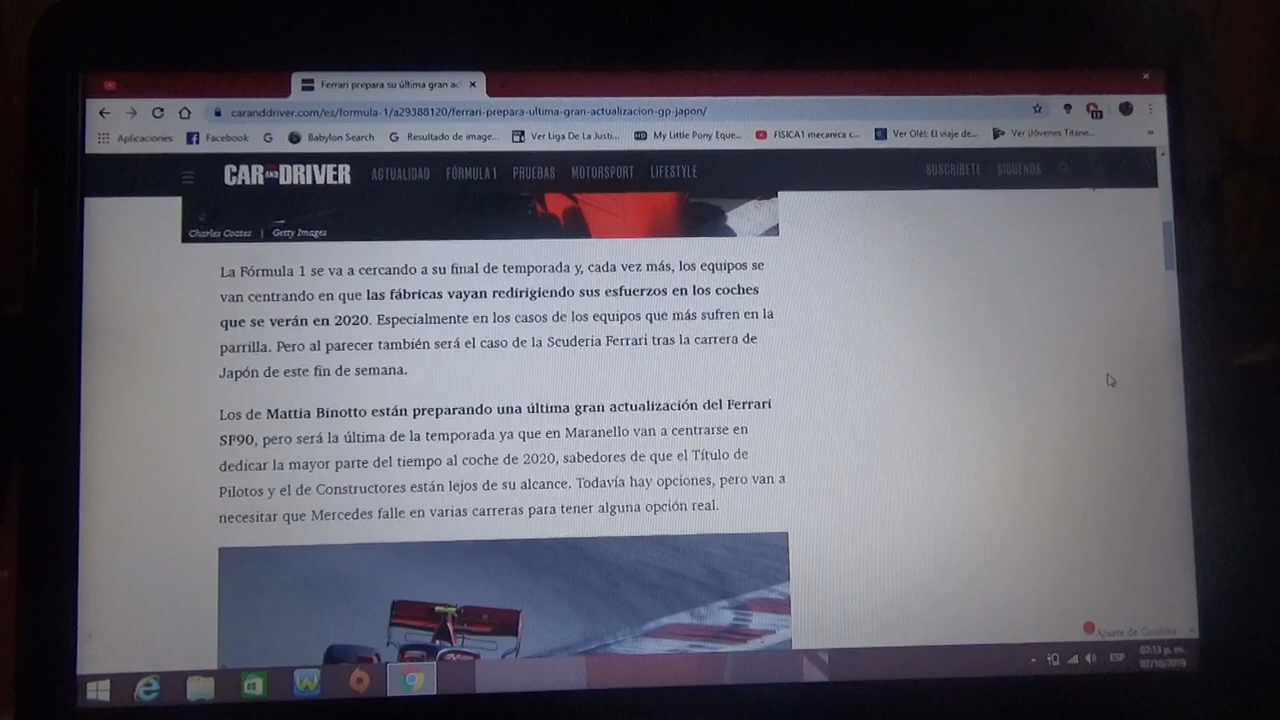 Ferrari prepara su última gran ac
caranddriver.com/es/formula-1/a29388120/ferrari-prepara-ultima-gran-actualizacion-gp-japon/
11
Aplicaciones Facebook Babylon Search Resultado de image... Ver Liga De La Justi... HD My Little Pony Eque... FISICA1 mecanica c... Ver Olé: El viaje de... Ver ¡Jóvenes Titane... »
CAR AND DRIVER ACTUALIDAD FÓRMULA 1 PRUEBAS MOTORSPORT LIFESTYLE SUSCRÍBETE SÍGUENOS
Charles Coates | Getty Images
La Fórmula 1 se va a cercando a su final de temporada y, cada vez más, los equipos se
van centrando en que las fábricas vayan redirigiendo sus esfuerzos en los coches
que se verán en 2020. Especialmente en los casos de los equipos que más sufren en la
parrilla. Pero al parecer también será el caso de la Scuderia Ferrari tras la carrera de
Japón de este fin de semana.
Los de Mattia Binotto están preparando una última gran actualización del Ferrari
SF90, pero será la última de la temporada ya que en Maranello van a centrarse en
dedicar la mayor parte del tiempo al coche de 2020, sabedores de que el Título de
Pilotos y el de Constructores están lejos de su alcance. Todavía hay opciones, pero van a
necesitar que Mercedes falle en varias carreras para tener alguna opción real.
Ajuste de Cookies
ESP
07:13 p. m.
07/10/2019